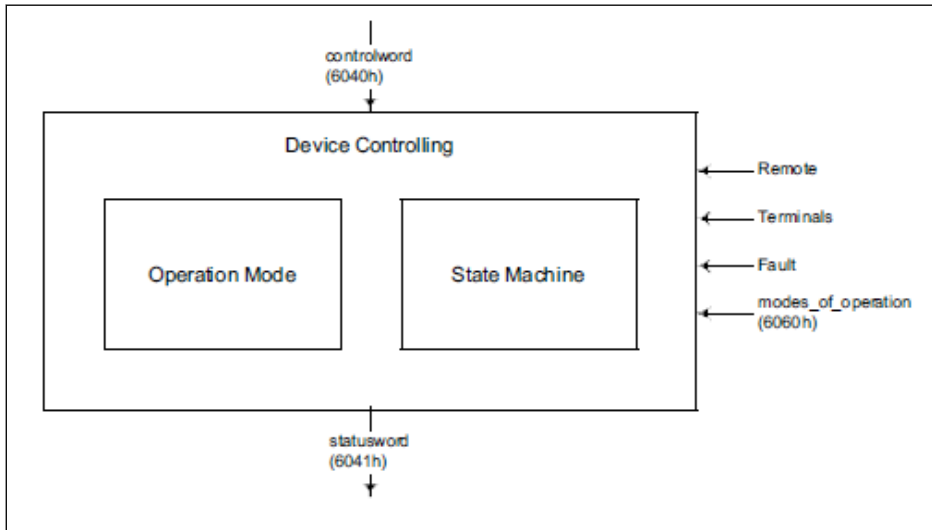 controlword
(6040h)
Device Controlling
Remote
Terminals
Operation Mode
State Machine
Fault
modes_of_operation
(6060h)
statusword
(6041h)